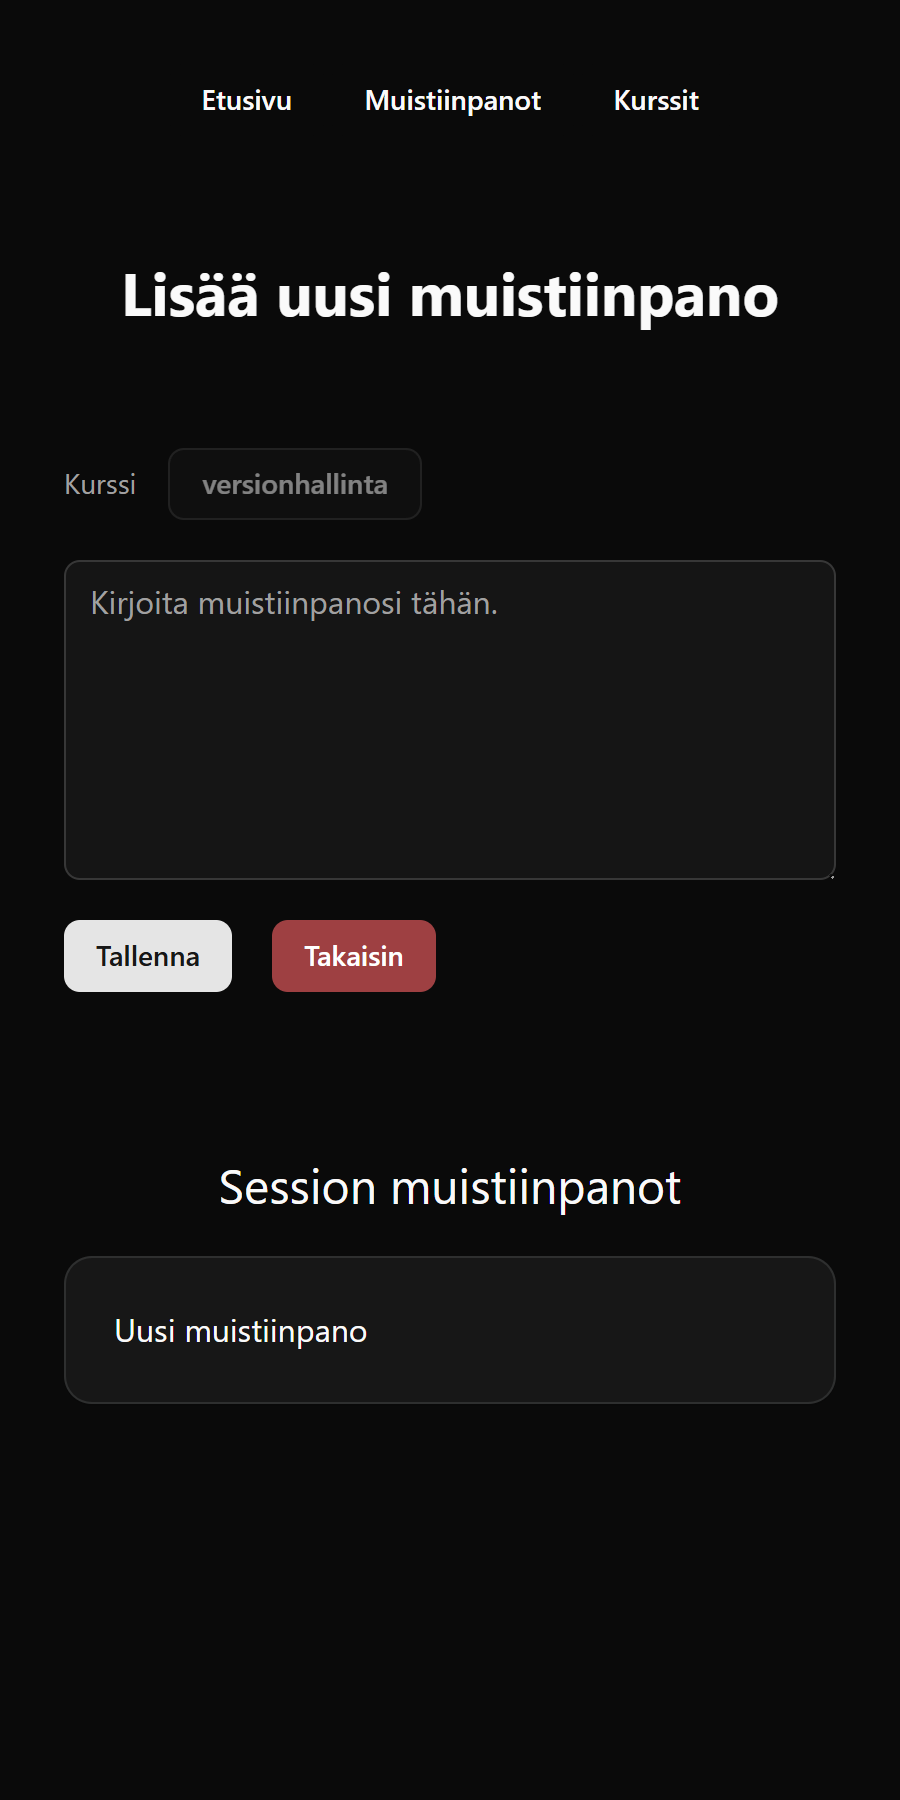 Etusivu Muistiinpanot Kurssit
Lisää uusi muistiinpano
Kurssi versionhallinta
Kirjoita muistiinpanosi tähän.
Tallenna Takaisin
Session muistiinpanot
Uusi muistiinpano